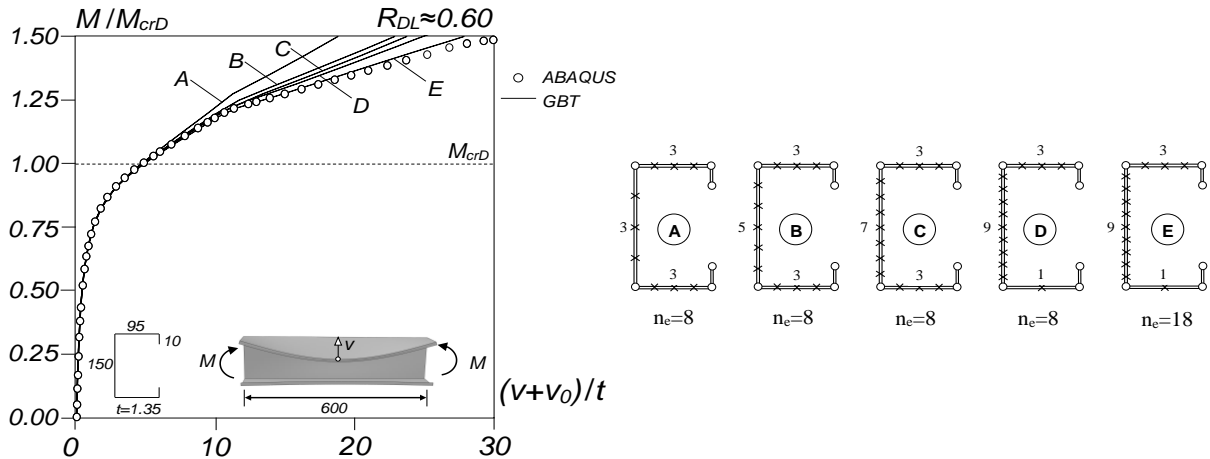 M / McrD
RDL≈0.60
1.50
1.25
1.00
0.75
0.50
0.25
0.00
A
B
C
D
E
McrD
ABAQUS
GBT
95
10
150
t=1.35
M
v
M
600
(v+v0)/t
0
10
20
30
3
3
3
3
3
3
1
1
3
5
7
9
9
A
B
C
D
E
3
3
3
ne=8
ne=8
ne=8
ne=8
ne=18